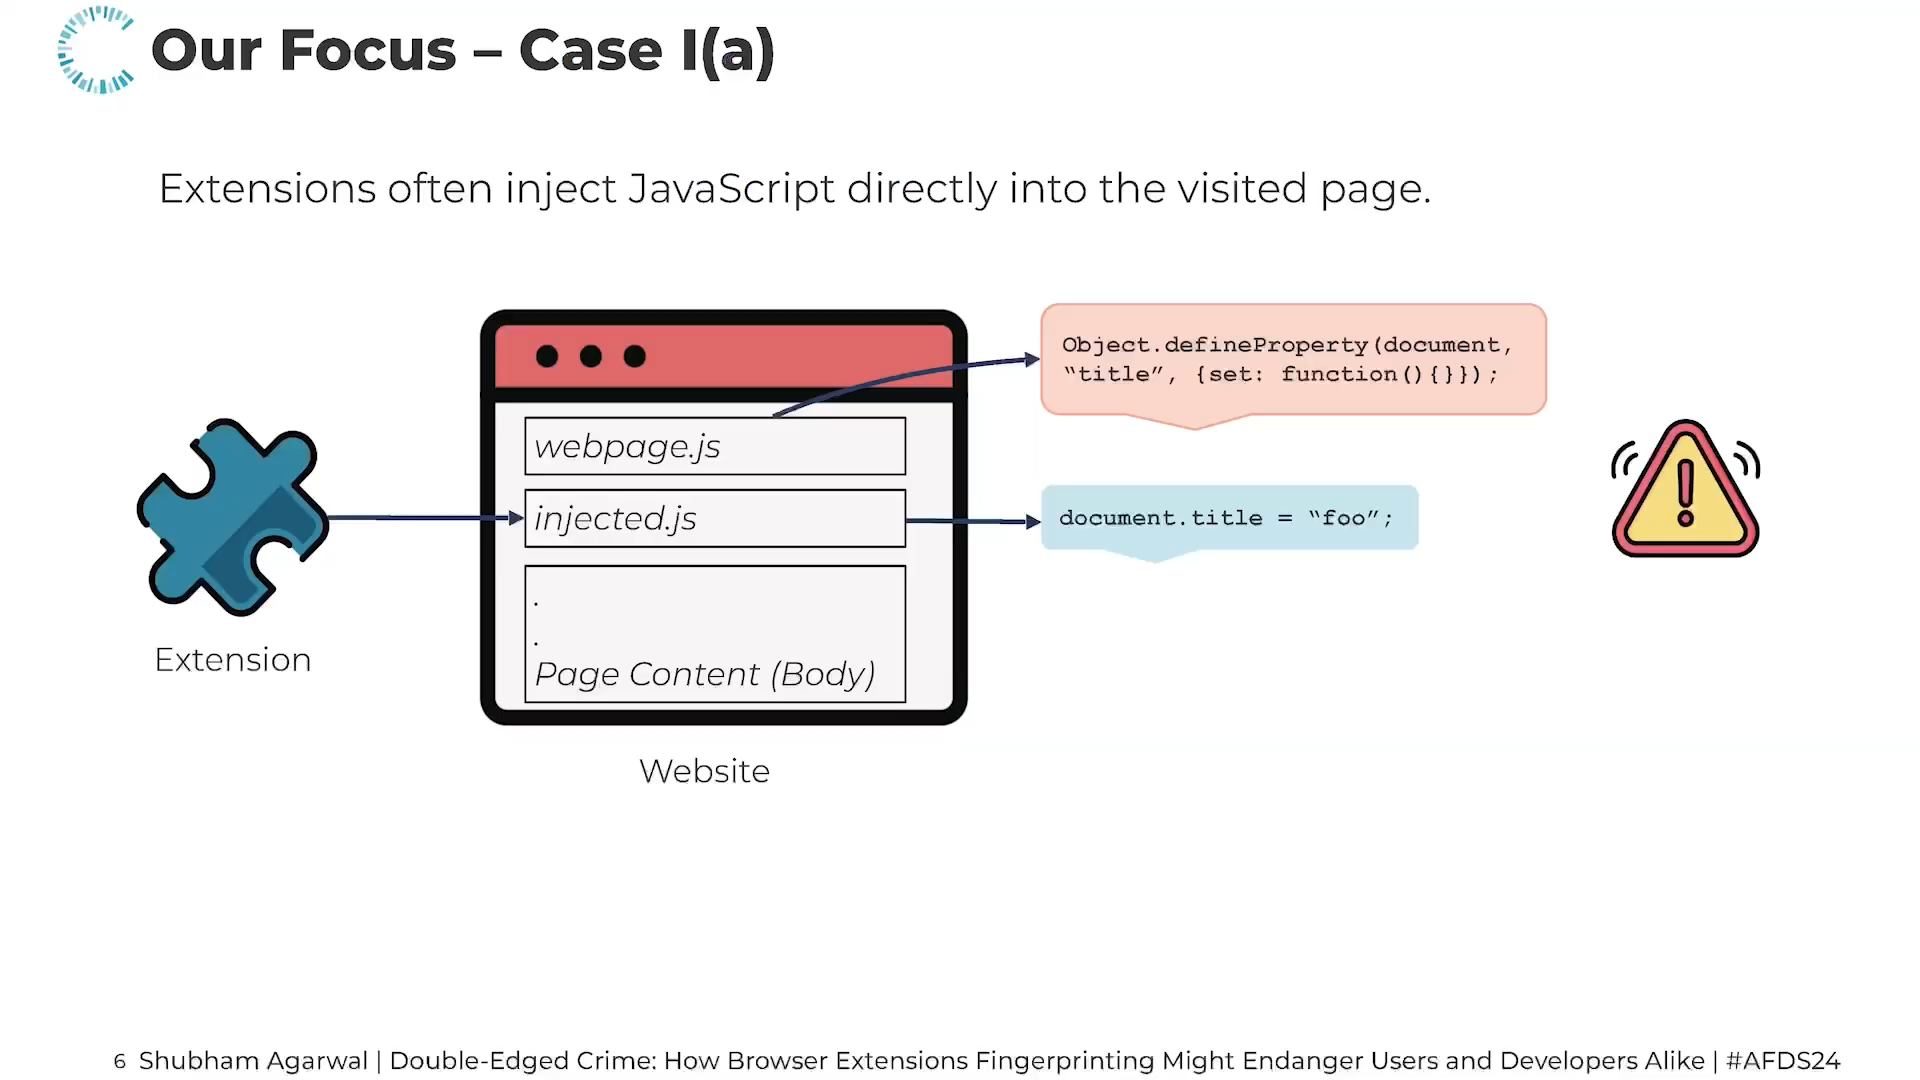 Our Focus – Case I(a)
Extensions often inject JavaScript directly into the visited page.
Object.defineProperty(document,
“title”, {set: function(){}});
webpage.js
injected.js
document.title = “foo”;
.
.
Page Content (Body)
Extension
Website
6 Shubham Agarwal | Double-Edged Crime: How Browser Extensions Fingerprinting Might Endanger Users and Developers Alike | #AFDS24